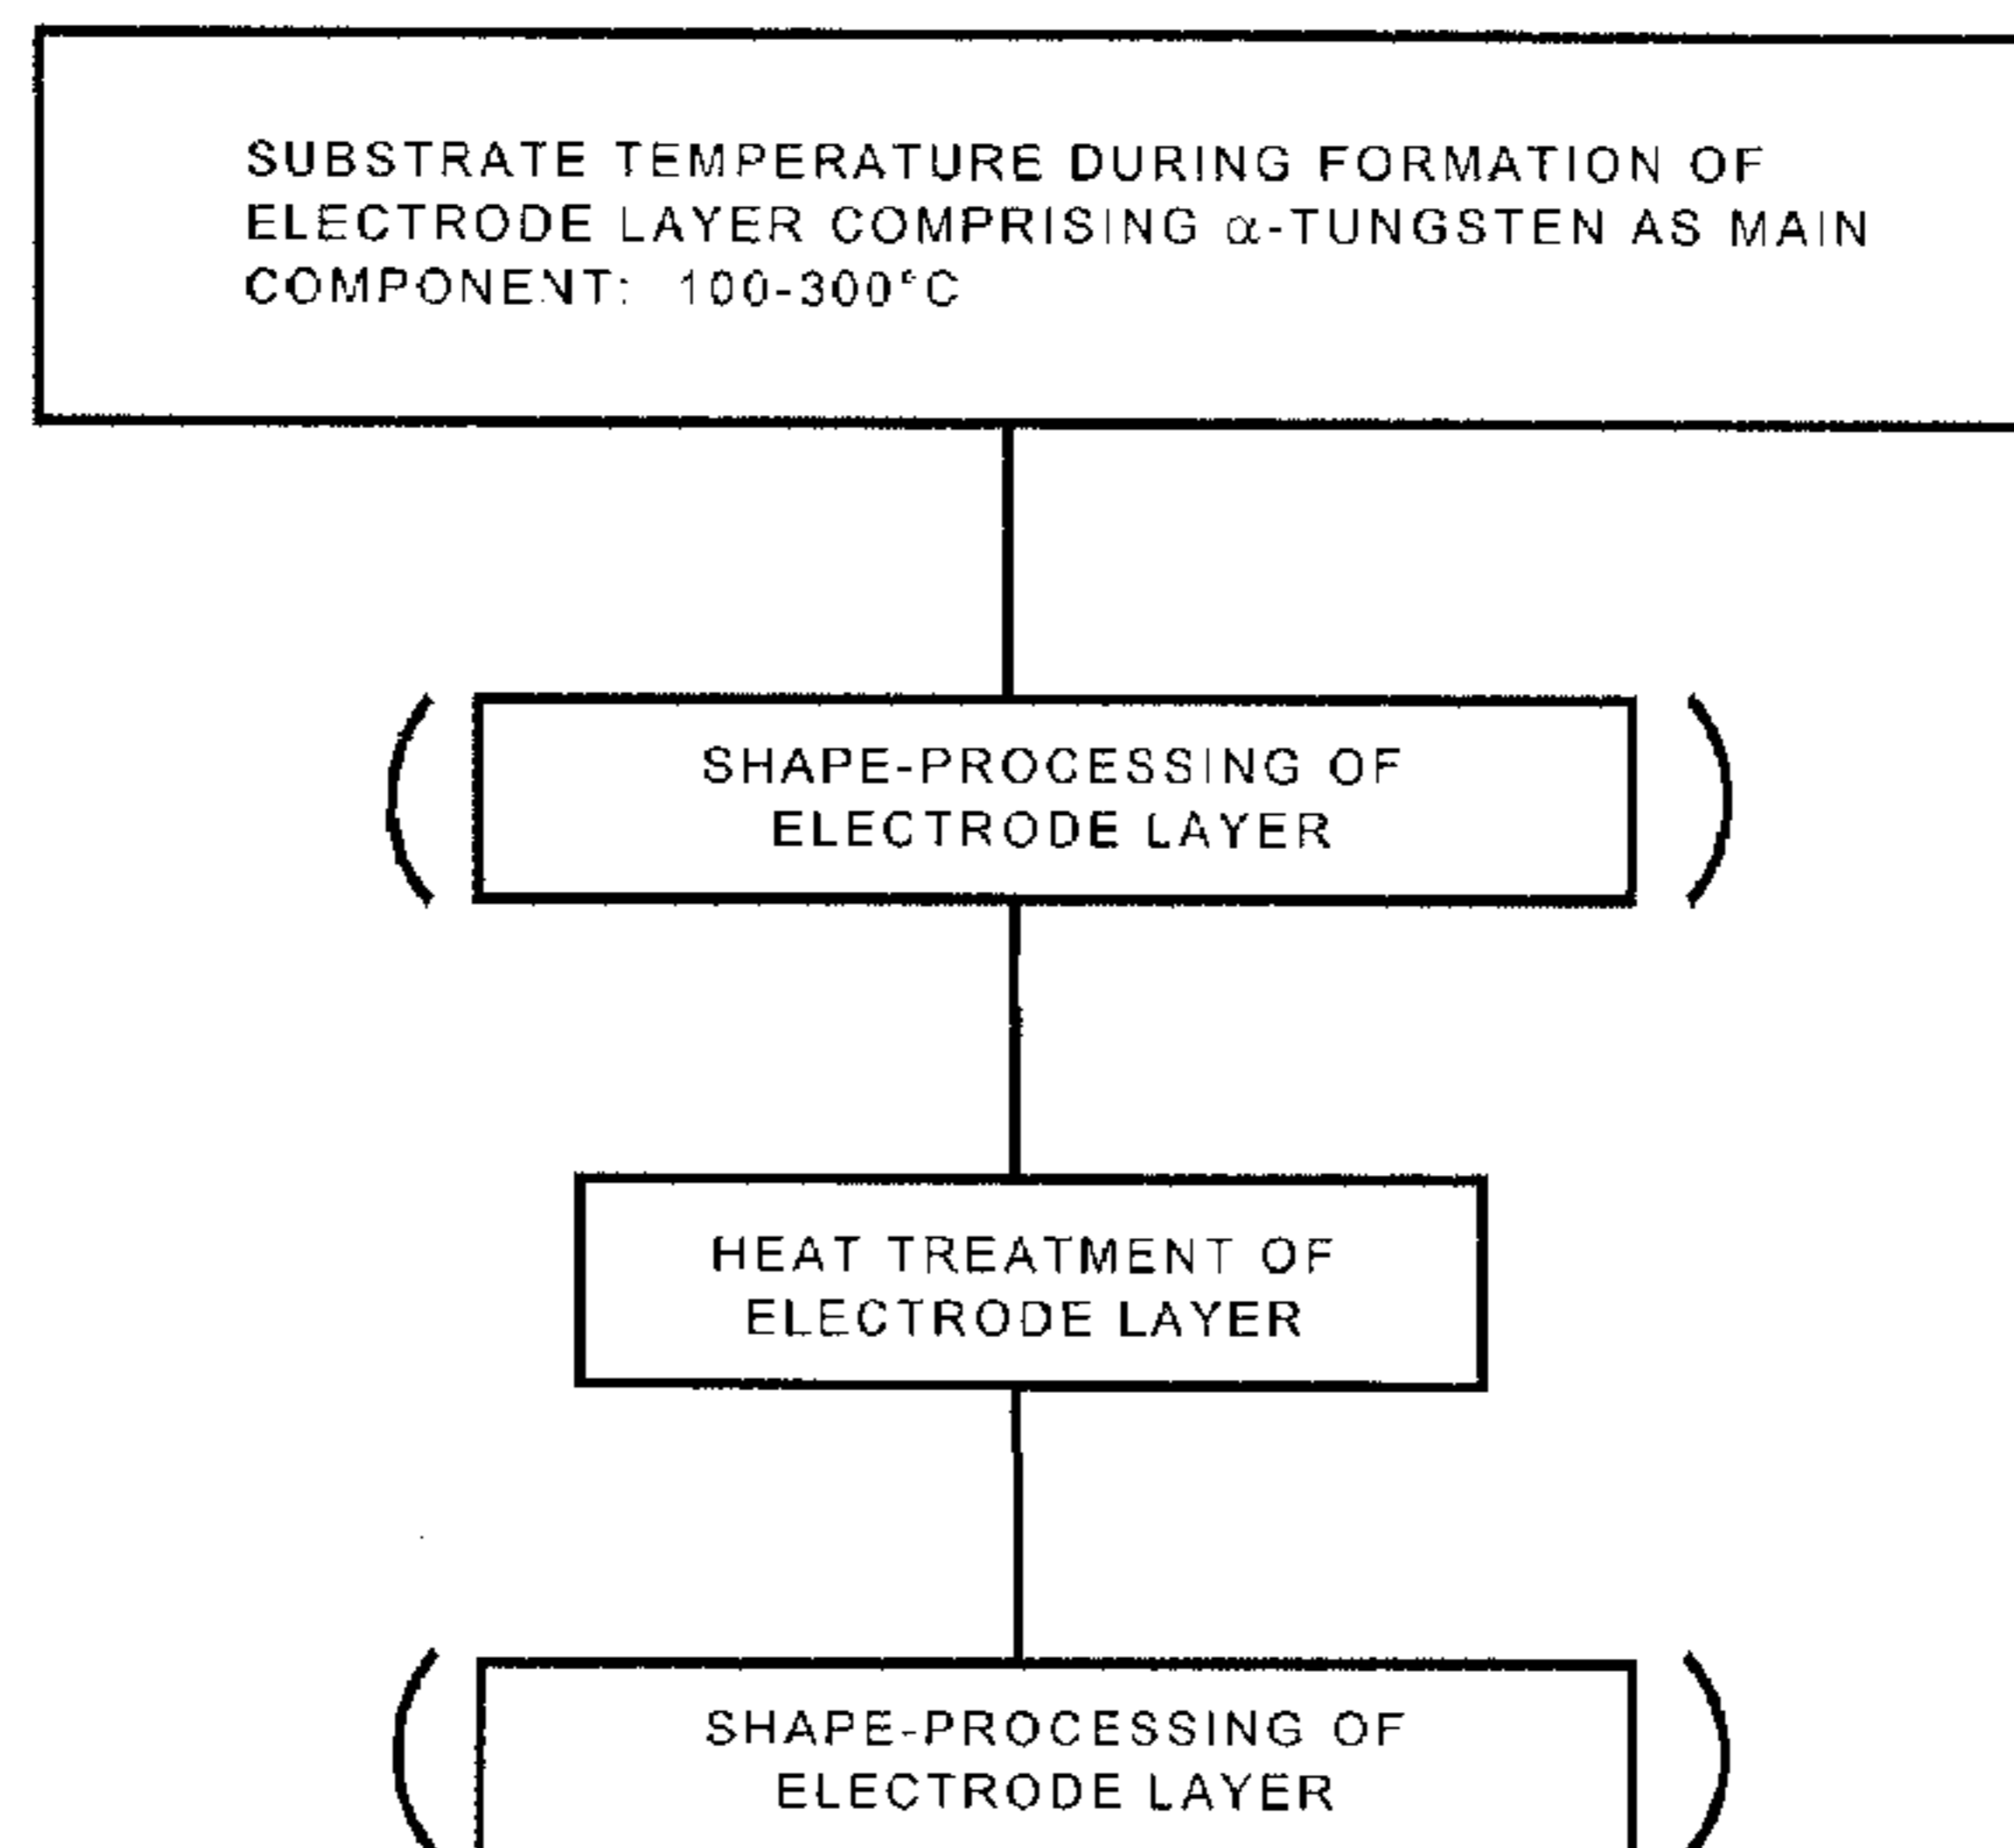 SUBSTRATE TEMPERATURE DURING FORMATION OF
ELECTRODE LAYER COMPRISING α-TUNGSTEN AS MAIN
COMPONENT: 100-300°C
SHAPE-PROCESSING OF
ELECTRODE LAYER
HEAT TREATMENT OF
ELECTRODE LAYER
SHAPE-PROCESSING OF
ELECTRODE LAYER